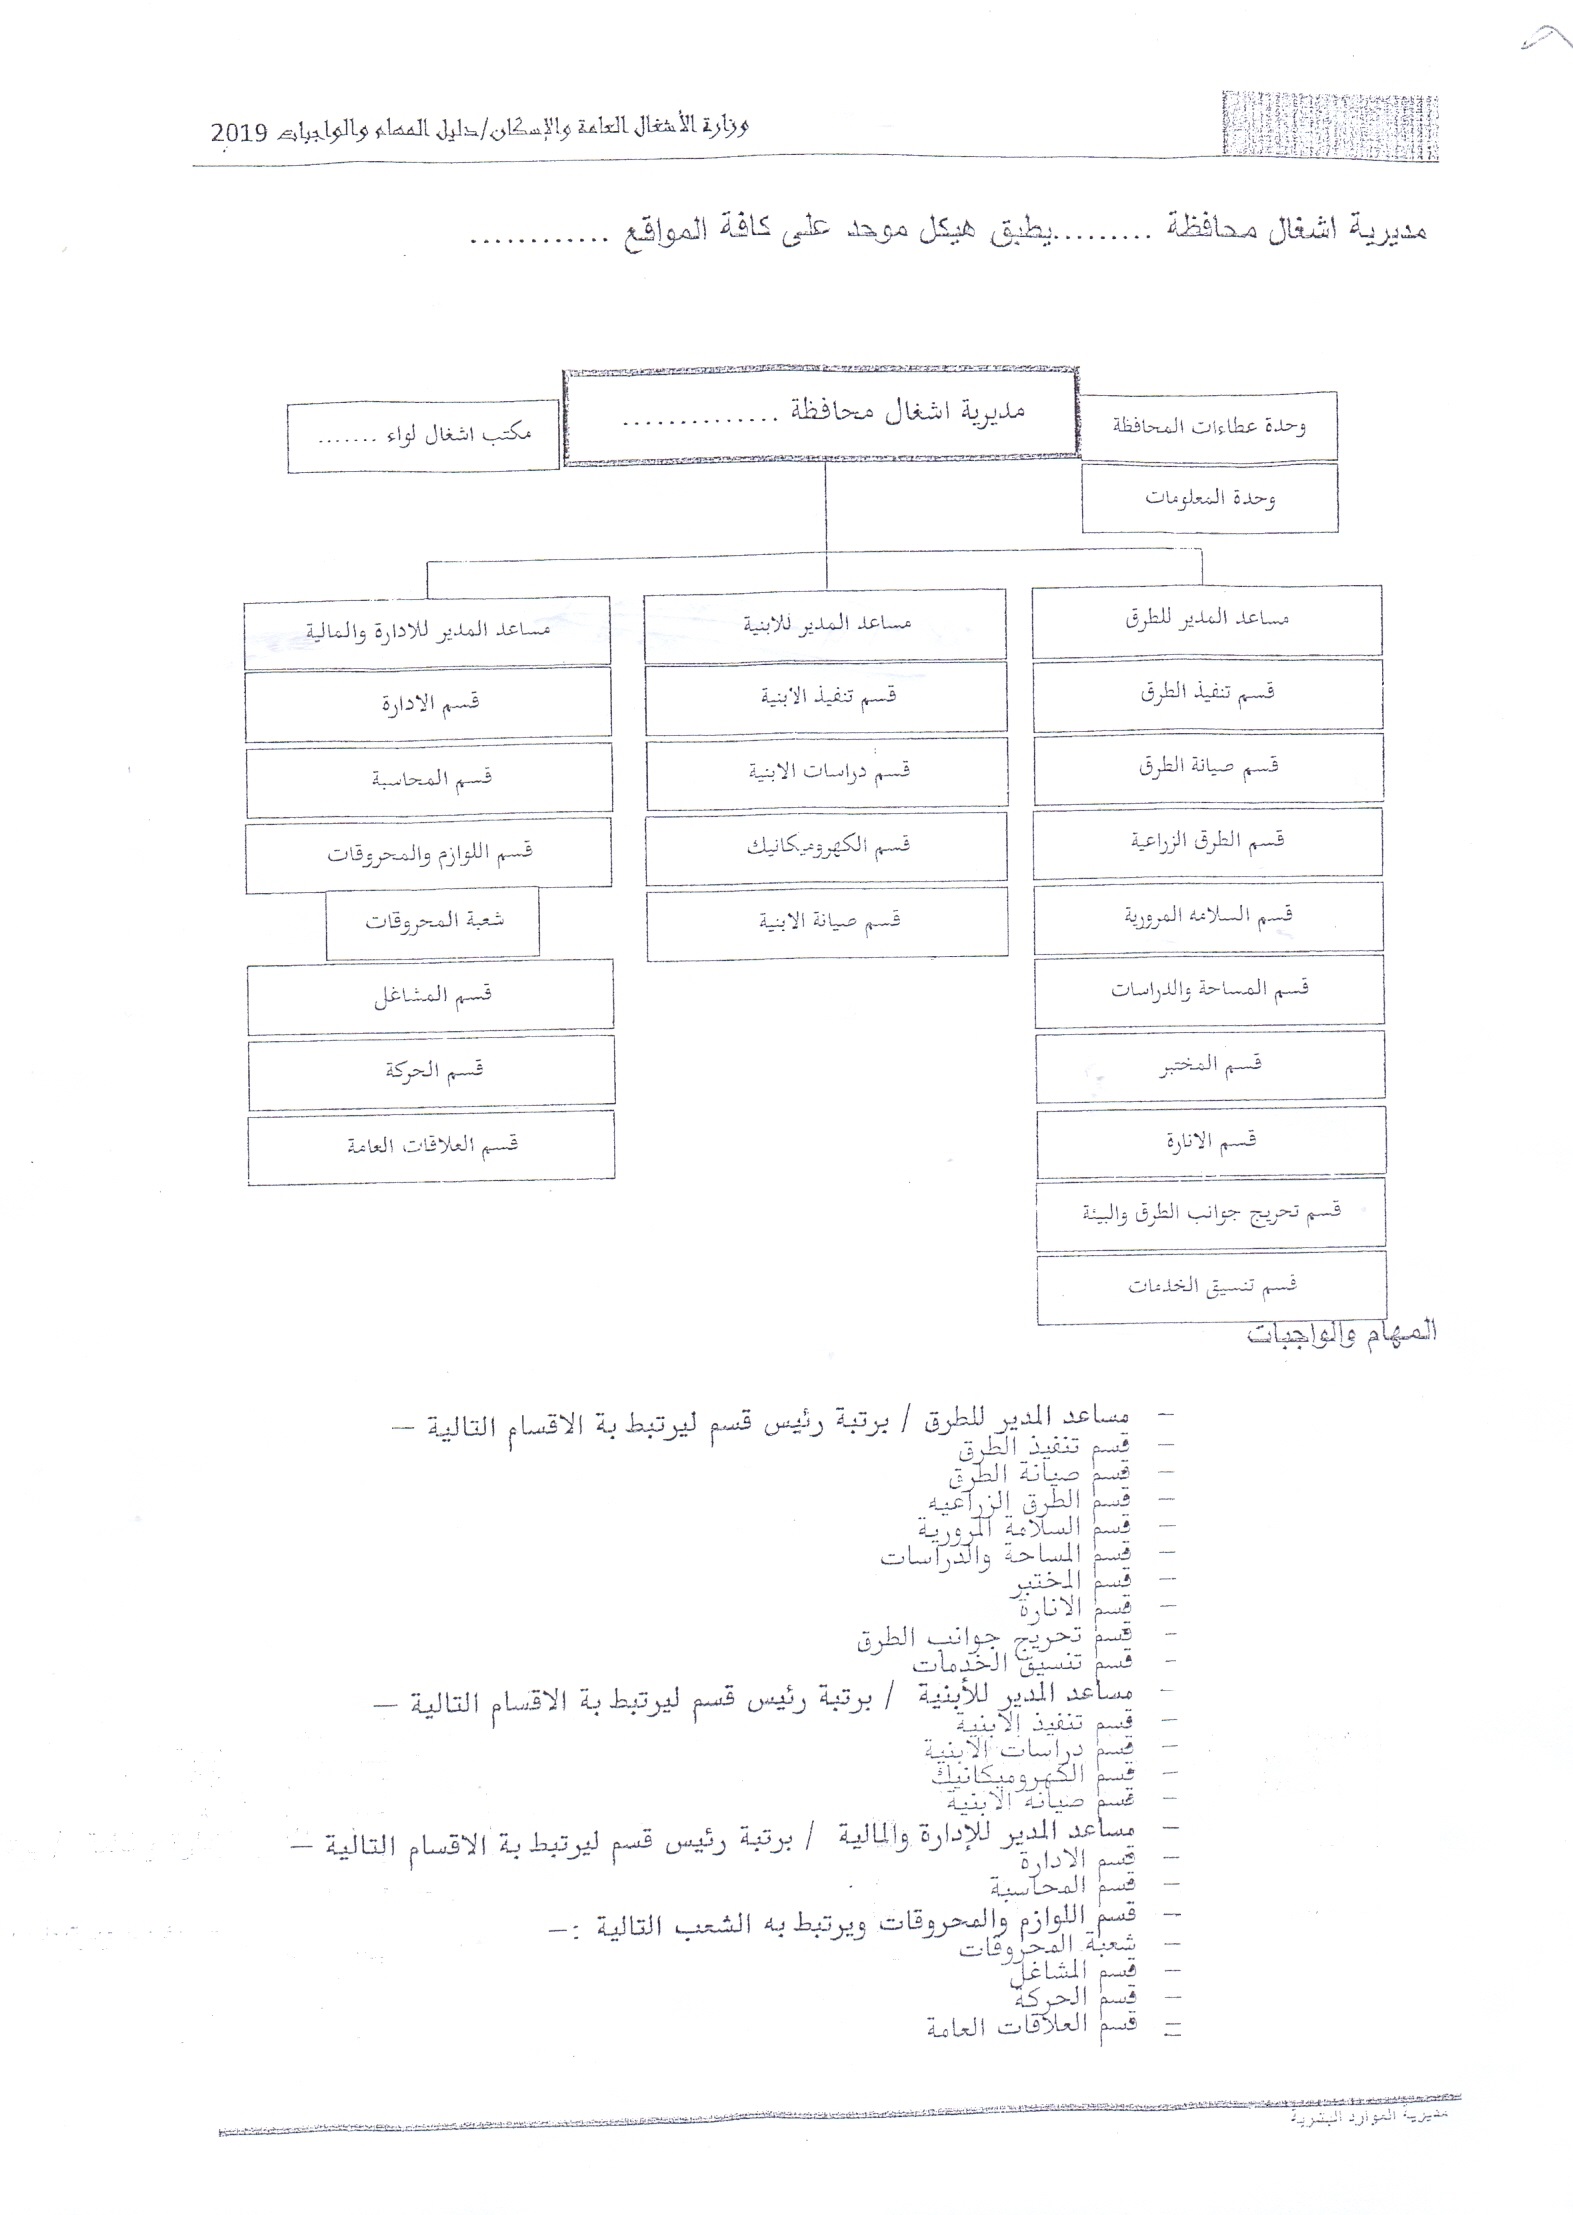 وزارة الأشغال العامة والإسكان/دليل المهام والواجبات 2019
مديرية اشغال محافظة .........يطبق هيكل موحد على كافة المواقع ............
مديرية اشغال محافظة ..............
وحدة عطاءات المحافظة
مكتب اشغال لواء .......
وحدة المعلومات
مساعد المدير للطرق
قسم تنفيذ الطرق
قسم صيانة الطرق
قسم الطرق الزراعية
قسم السلامه المرورية
قسم المساحة والدراسات
قسم المختبر
قسم الانارة
قسم تحريج جوانب الطرق والبيئة
قسم تنسيق الخدمات
مساعد المدير للابنية
قسم تنفيذ الابنية
قسم دراسات الابنية
قسم الكهروميكانيك
قسم صيانة الابنية
مساعد المدير للادارة والمالية
قسم الادارة
قسم المحاسبة
قسم اللوازم والمحروقات
شعبة المحروقات
قسم المشاغل
قسم الحركة
قسم العلاقات العامة
المهام والواجبات
– مساعد المدير للطرق / برتبة رئيس قسم ليرتبط بة الاقسام التالية –
– قسم تنفيذ الطرق
– قسم صيانة الطرق
– قسم الطرق الزراعيه
– قسم السلامة المرورية
– قسم المساحة والدراسات
– قسم المختبر
– قسم الانارة
– قسم تحريج جوانب الطرق
– قسم تنسيق الخدمات
– مساعد المدير للأبنية / برتبة رئيس قسم ليرتبط بة الاقسام التالية –
– قسم تنفيذ الابنية
– قسم دراسات الابنية
– قسم الكهروميكانيك
– قسم صيانة الابنية
– مساعد المدير للإدارة والمالية / برتبة رئيس قسم ليرتبط بة الاقسام التالية –
– قسم الادارة
– قسم المحاسبة
– قسم اللوازم والمحروقات ويرتبط به الشعب التالية :–
– شعبة المحروقات
– قسم المشاغل
– قسم الحركة
– قسم العلاقات العامة
مديرية الموارد البشرية